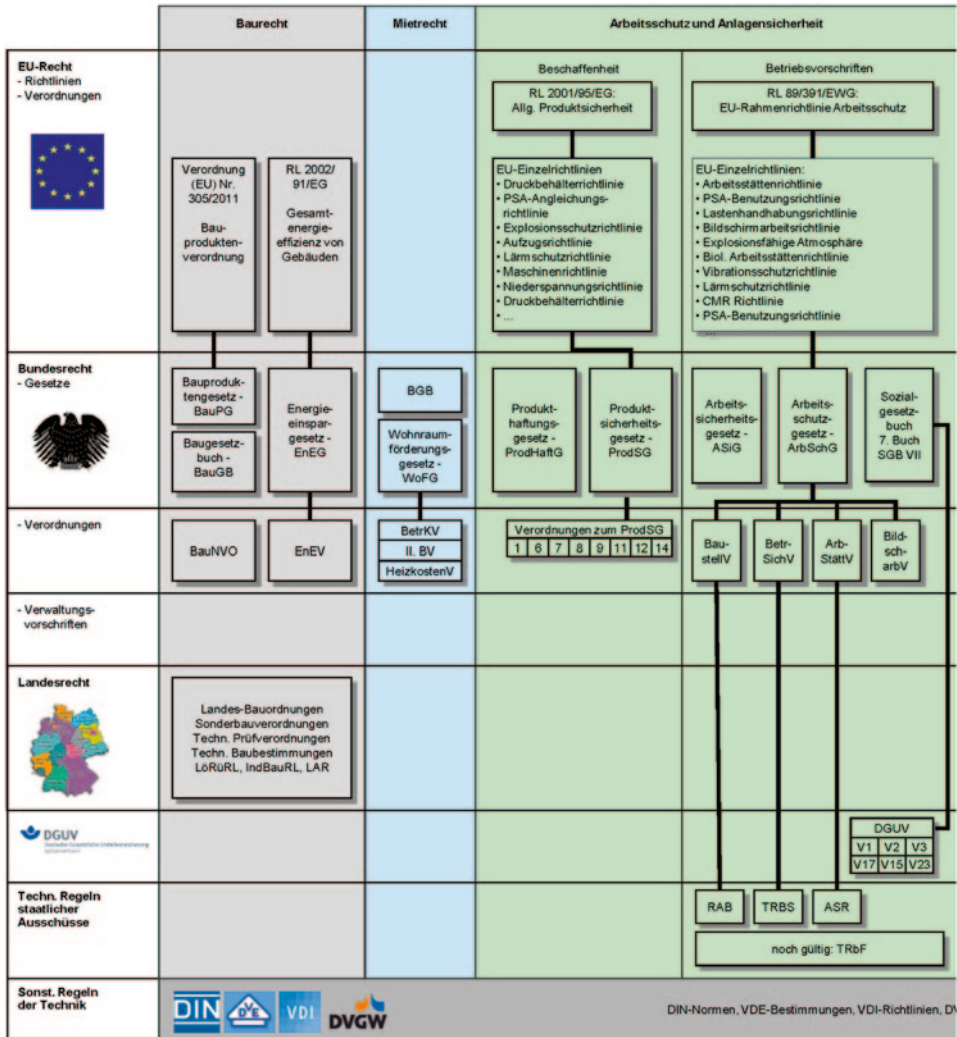 Baurecht
Mietrecht
Arbeitsschutz und Anlagensicherheit
EU-Recht
- Richtlinien
- Verordnungen
Verordnung
(EU) Nr.
305/2011
Bau-
produkten-
verordnung
RL 2002/
91/EG
Gesamt-
energie-
effizienz von
Gebäuden
Beschaffenheit
RL 2001/95/EG:
Allg. Produktsicherheit
EU-Einzelrichtlinien
• Druckbehälterrichtlinie
• PSA-Angleichungs-
richtlinie
• Explosionsschutzrichtlinie
• Aufzugsrichtlinie
• Lärmschutzrichtlinie
• Maschinenrichtlinie
• Niederspannungsrichtlinie
• Druckbehälterrichtlinie
• ...
Betriebsvorschriften
RL 89/391/EWG:
EU-Rahmenrichtlinie Arbeitsschutz
EU-Einzelrichtlinien:
• Arbeitsstättenrichtlinie
• PSA-Benutzungsrichtlinie
• Lastenhandhabungsrichtlinie
• Bildschirmarbeitsrichtlinie
• Explosionsfähige Atmosphäre
• Biol. Arbeitsstättenrichtlinie
• Vibrationsschutzrichtlinie
• Lärmschutzrichtlinie
• CMR Richtlinie
• PSA-Benutzungsrichtlinie
...
Bundesrecht
- Gesetze
Bauproduk-
tengesetz -
BauPG
Baugesetz-
buch -
BauGB
Energie-
einspar-
gesetz -
EnEG
BGB
Wohnraum-
förderungs-
gesetz -
WoFG
Produkt-
haftungs-
gesetz -
ProdHaftG
Produkt-
sicherheits-
gesetz -
ProdSG
Arbeits-
sicherheits-
gesetz -
ASiG
Arbeits-
schutz-
gesetz -
ArbSchG
Sozial-
gesetz-
buch
7. Buch
SGB VII
- Verordnungen
BauNVO
EnEV
BetrKV
II. BV
HeizkostenV
Verordnungen zum ProdSG
1 6 7 8 9 11 12 14
Bau-
stellV
Betr-
SichV
Arb-
StättV
Bild-
sch-
arbV
- Verwaltungs-
vorschriften
Landesrecht
Landes-Bauordnungen
Sonderbauverordnungen
Techn. Prüfverordnungen
Techn. Baubestimmungen
LöRüRL, IndBauRL, LAR
DGUV
Deutsche Gesetzliche Unfallversicherung
Spitzenverband
DGUV
V1 V2 V3
V17 V15 V23
Techn. Regeln
staatlicher
Ausschüsse
RAB
TRBS
ASR
noch gültig: TRbF
Sonst. Regeln
der Technik
DIN
DVE
VDI
DVGW
DIN-Normen, VDE-Bestimmungen, VDI-Richtlinien, DV